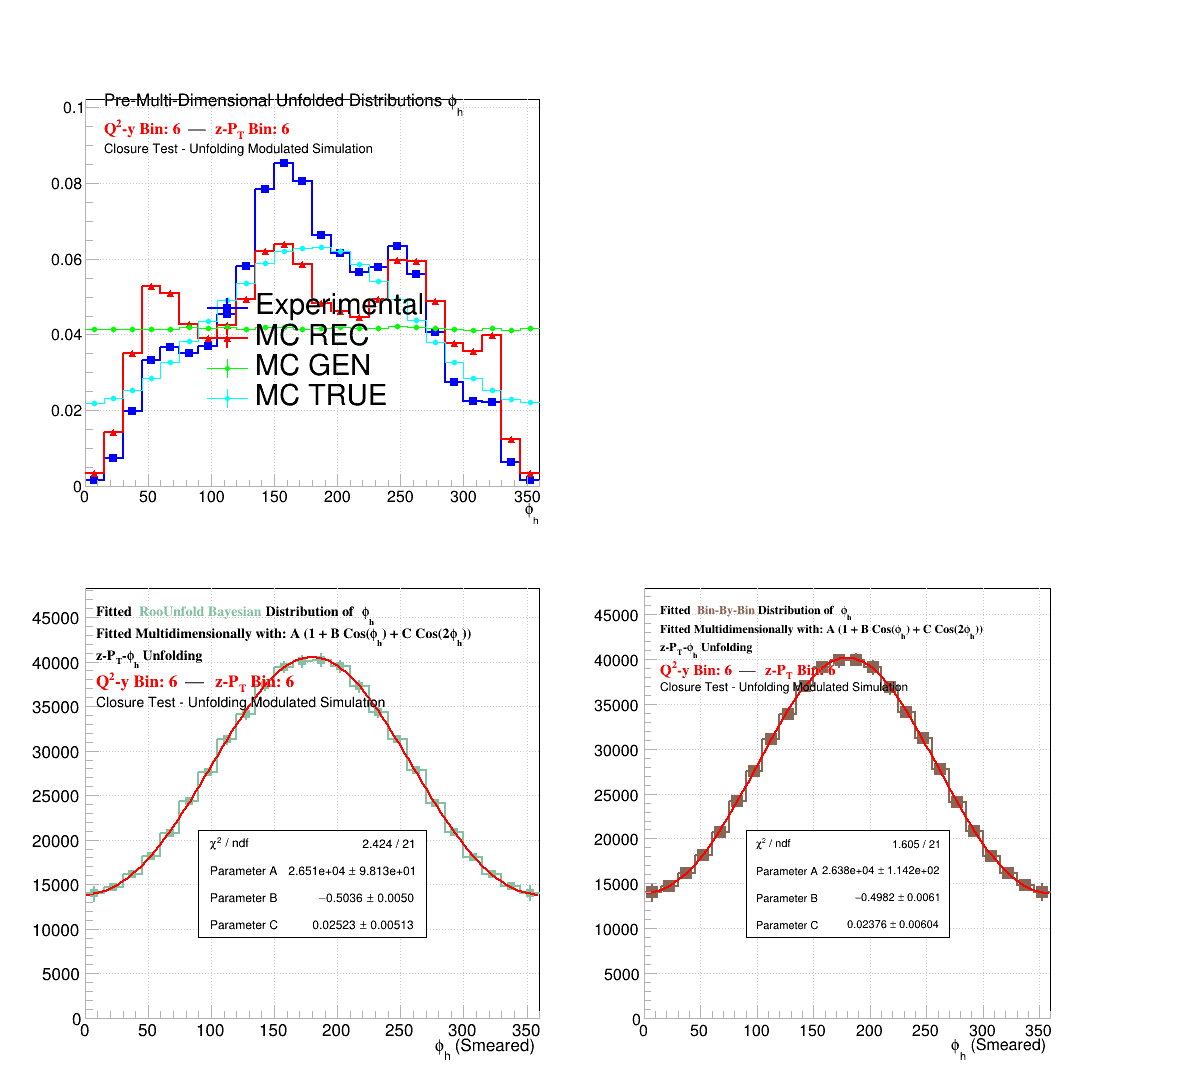 Pre-Multi-Dimensional Unfolded Distributions ϕh
Q²-y Bin: 6 — z-PT Bin: 6
Closure Test - Unfolding Modulated Simulation
0.1
0.08
0.06
0.04
0.02
0
Experimental
MC REC
MC GEN
MC TRUE
0 50 100 150 200 250 300 350
ϕh
Fitted RooUnfold Bayesian Distribution of ϕh
Fitted Multidimensionally with: A (1 + B Cos(ϕh) + C Cos(2ϕh))
z-PT-ϕh Unfolding
Q²-y Bin: 6 — z-PT Bin: 6
Closure Test - Unfolding Modulated Simulation
45000
40000
35000
30000
25000
20000
15000
10000
5000
0
χ² / ndf 2.424 / 21
Parameter A 2.651e+04 ± 9.813e+01
Parameter B −0.5036 ± 0.0050
Parameter C 0.02523 ± 0.00513
0 50 100 150 200 250 300 350
ϕh (Smeared)
Fitted Bin-By-Bin Distribution of ϕh
Fitted Multidimensionally with: A (1 + B Cos(ϕh) + C Cos(2ϕh))
z-PT-ϕh Unfolding
Q²-y Bin: 6 — z-PT Bin: 6
Closure Test - Unfolding Modulated Simulation
45000
40000
35000
30000
25000
20000
15000
10000
5000
0
χ² / ndf 1.605 / 21
Parameter A 2.638e+04 ± 1.142e+02
Parameter B −0.4982 ± 0.0061
Parameter C 0.02376 ± 0.00604
0 50 100 150 200 250 300 350
ϕh (Smeared)